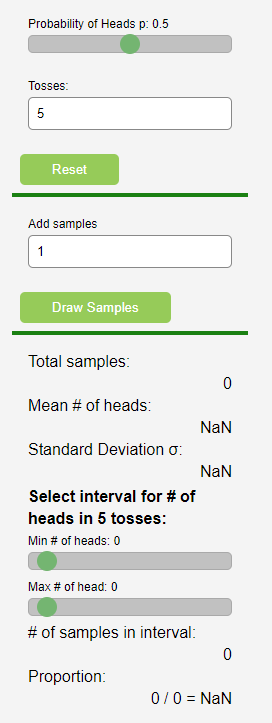 Probability of Heads p: 0.5
Tosses:
5
Reset
Add samples
1
Draw Samples
Total samples:
0
Mean # of heads:
NaN
Standard Deviation σ:
NaN
Select interval for # of
heads in 5 tosses:
Min # of heads: 0
Max # of head: 0
# of samples in interval:
0
Proportion:
0 / 0 = NaN